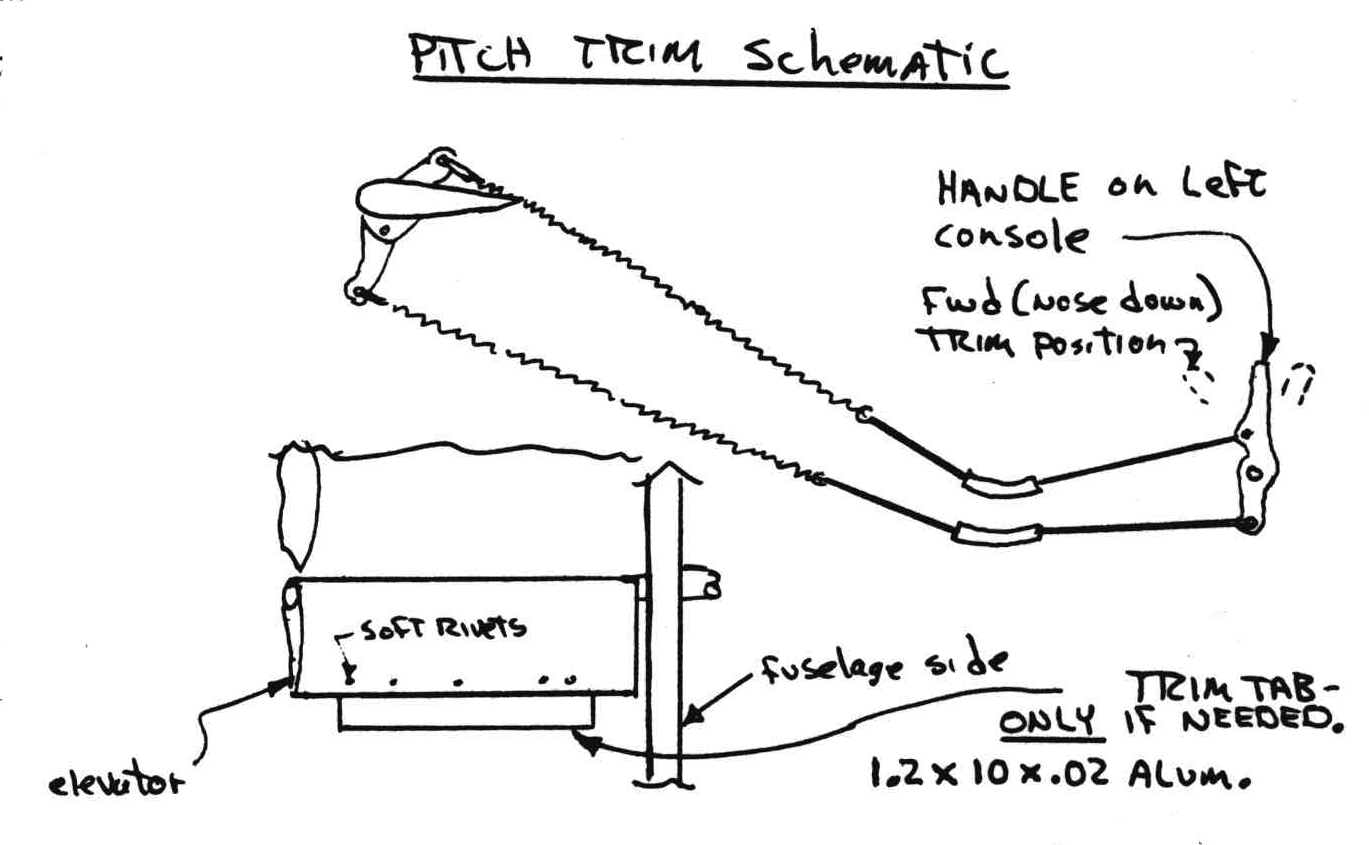 PITCH TRIM Schematic
HANDLE on Left
console
Fwd (Nose down)
TRIM Position
SOFT RIVETS
fuselage side
TRIM TAB-
ONLY IF NEEDED.
1.2 x 10 x .02 ALUM.
elevator